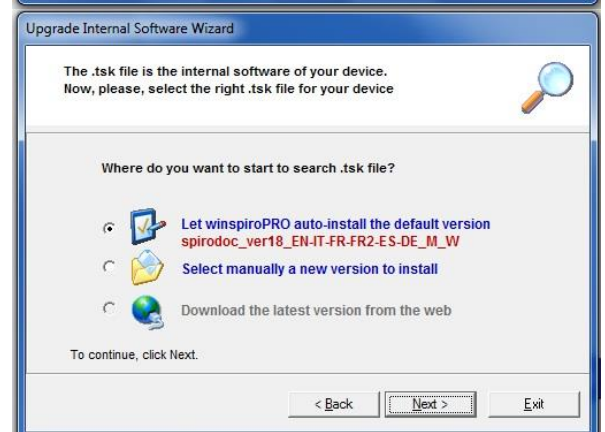 Upgrade Internal Software Wizard
The .tsk file is the internal software of your device.
Now, please, select the right .tsk file for your device
Where do you want to start to search .tsk file?
Let winspiroPRO auto-install the default version
spirodoc_ver18_EN-IT-FR-FR2-ES-DE_M_W
Select manually a new version to install
Download the latest version from the web
To continue, click Next.
< Back Next > Exit